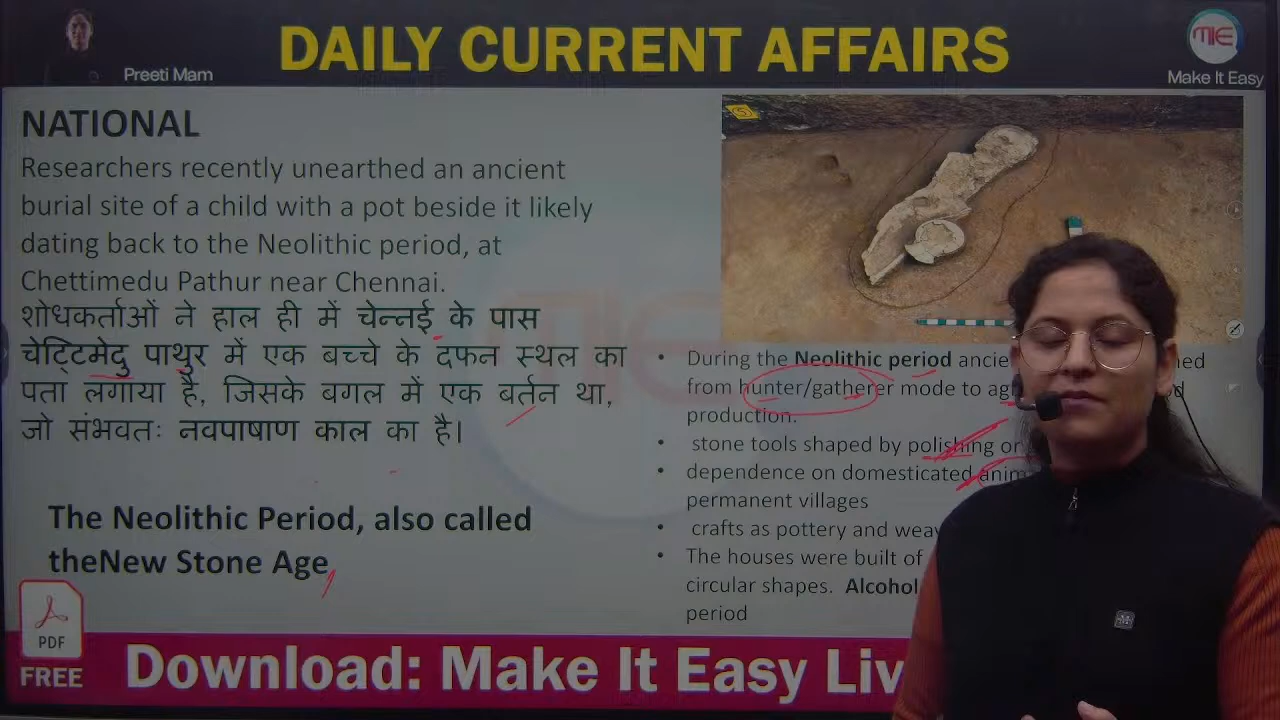 Preeti Mam
DAILY CURRENT AFFAIRS
MIE
Make It Easy
NATIONAL
Researchers recently unearthed an ancient
burial site of a child with a pot beside it likely
dating back to the Neolithic period, at
Chettimedu Pathur near Chennai.
शोधकर्ताओं ने हाल ही में चेन्नई के पास
चेट्टिमेदु पाथुर में एक बच्चे के दफन स्थल का
पता लगाया है, जिसके बगल में एक बर्तन था,
जो संभवतः नवपाषाण काल का है।
The Neolithic Period, also called
theNew Stone Age
5
• During the Neolithic period
from hunter/gatherer mode to
production.
• stone tools shaped by polishing or
• dependence on domesticated
permanent villages
• crafts as pottery and
• The houses were built of
circular shapes. Alcohol
period
PDF
FREE
Download: Make It Easy